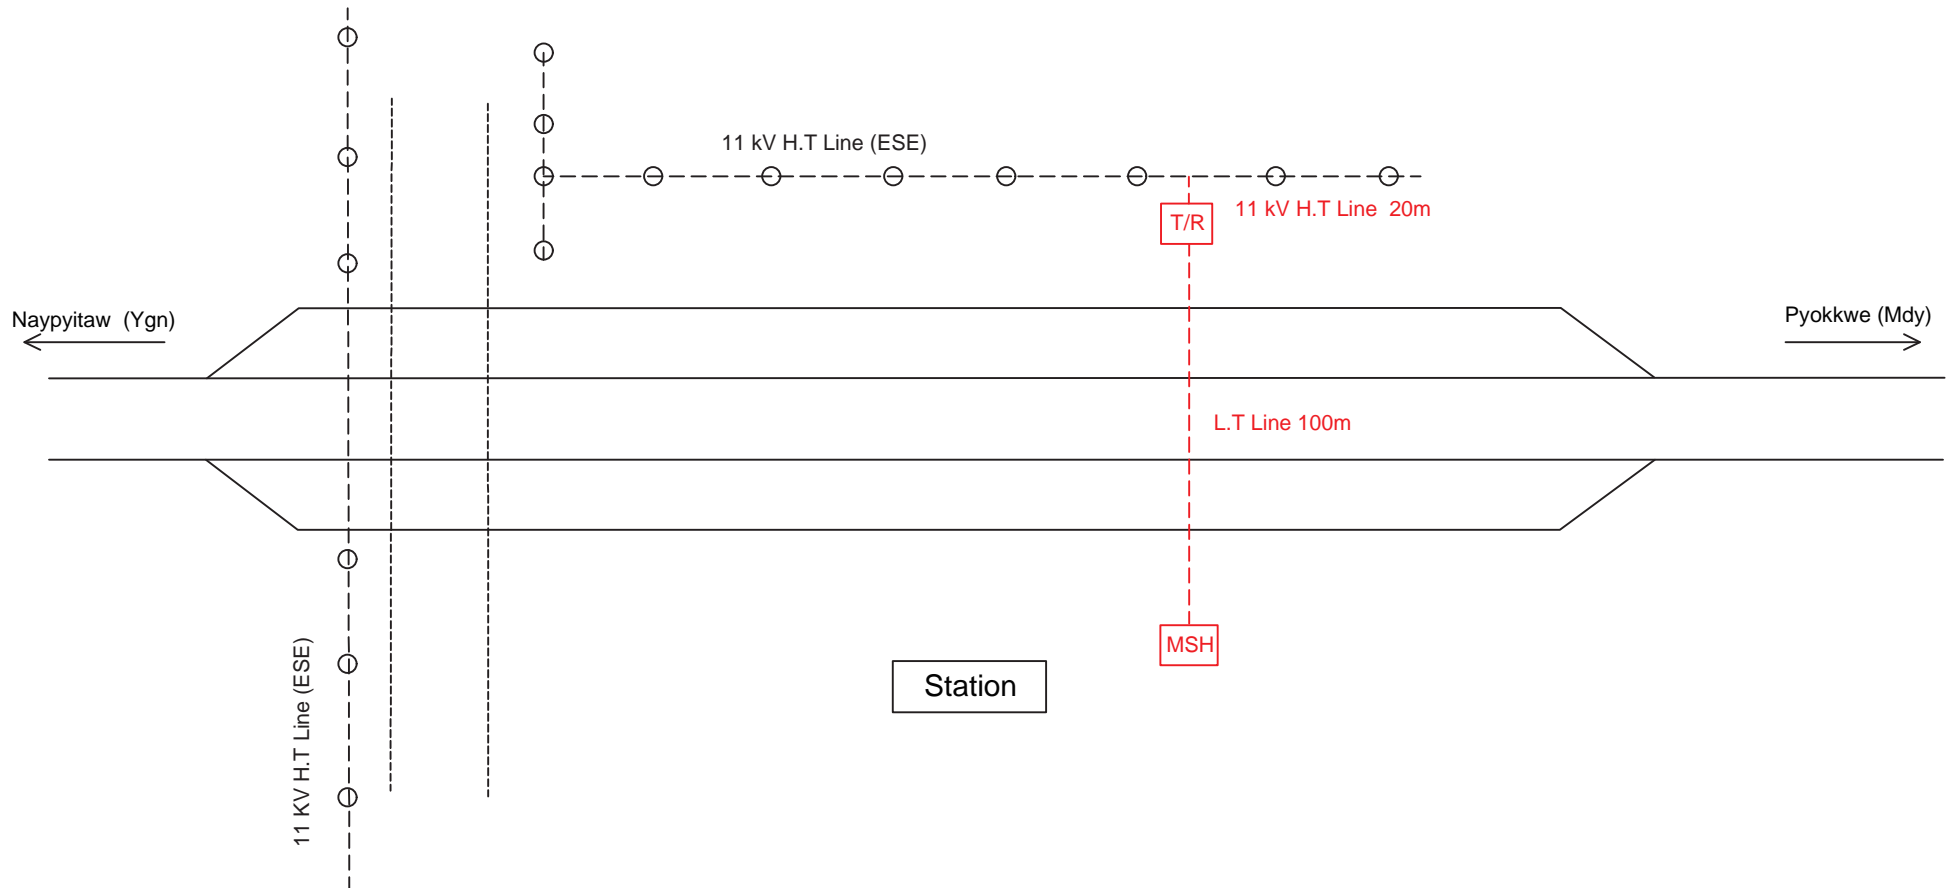 11 kV H.T Line (ESE)
11 kV H.T Line  20m
T/R
Naypyitaw  (Ygn)
Pyokkwe (Mdy)
L.T Line 100m
MSH
Station
11 KV H.T Line (ESE)